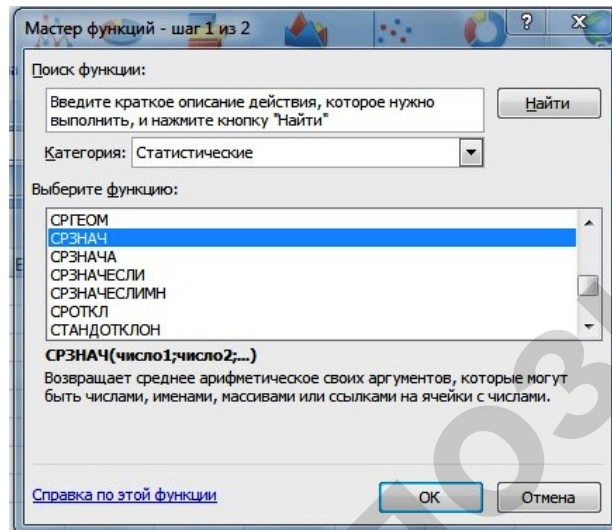 Мастер функций - шаг 1 из 2
Поиск функции:
Введите краткое описание действия, которое нужно
выполнить, и нажмите кнопку "Найти"
Найти
Категория: Статистические
Выберите функцию:
СРГЕОМ
СРЗНАЧ
СРЗНАЧА
СРЗНАЧЕСЛИ
СРЗНАЧЕСЛИМН
СРОТКЛ
СТАНДОТКЛОН
СРЗНАЧ(число1;число2;...)
Возвращает среднее арифметическое своих аргументов, которые могут
быть числами, именами, массивами или ссылками на ячейки с числами.
Справка по этой функции
ОК
Отмена